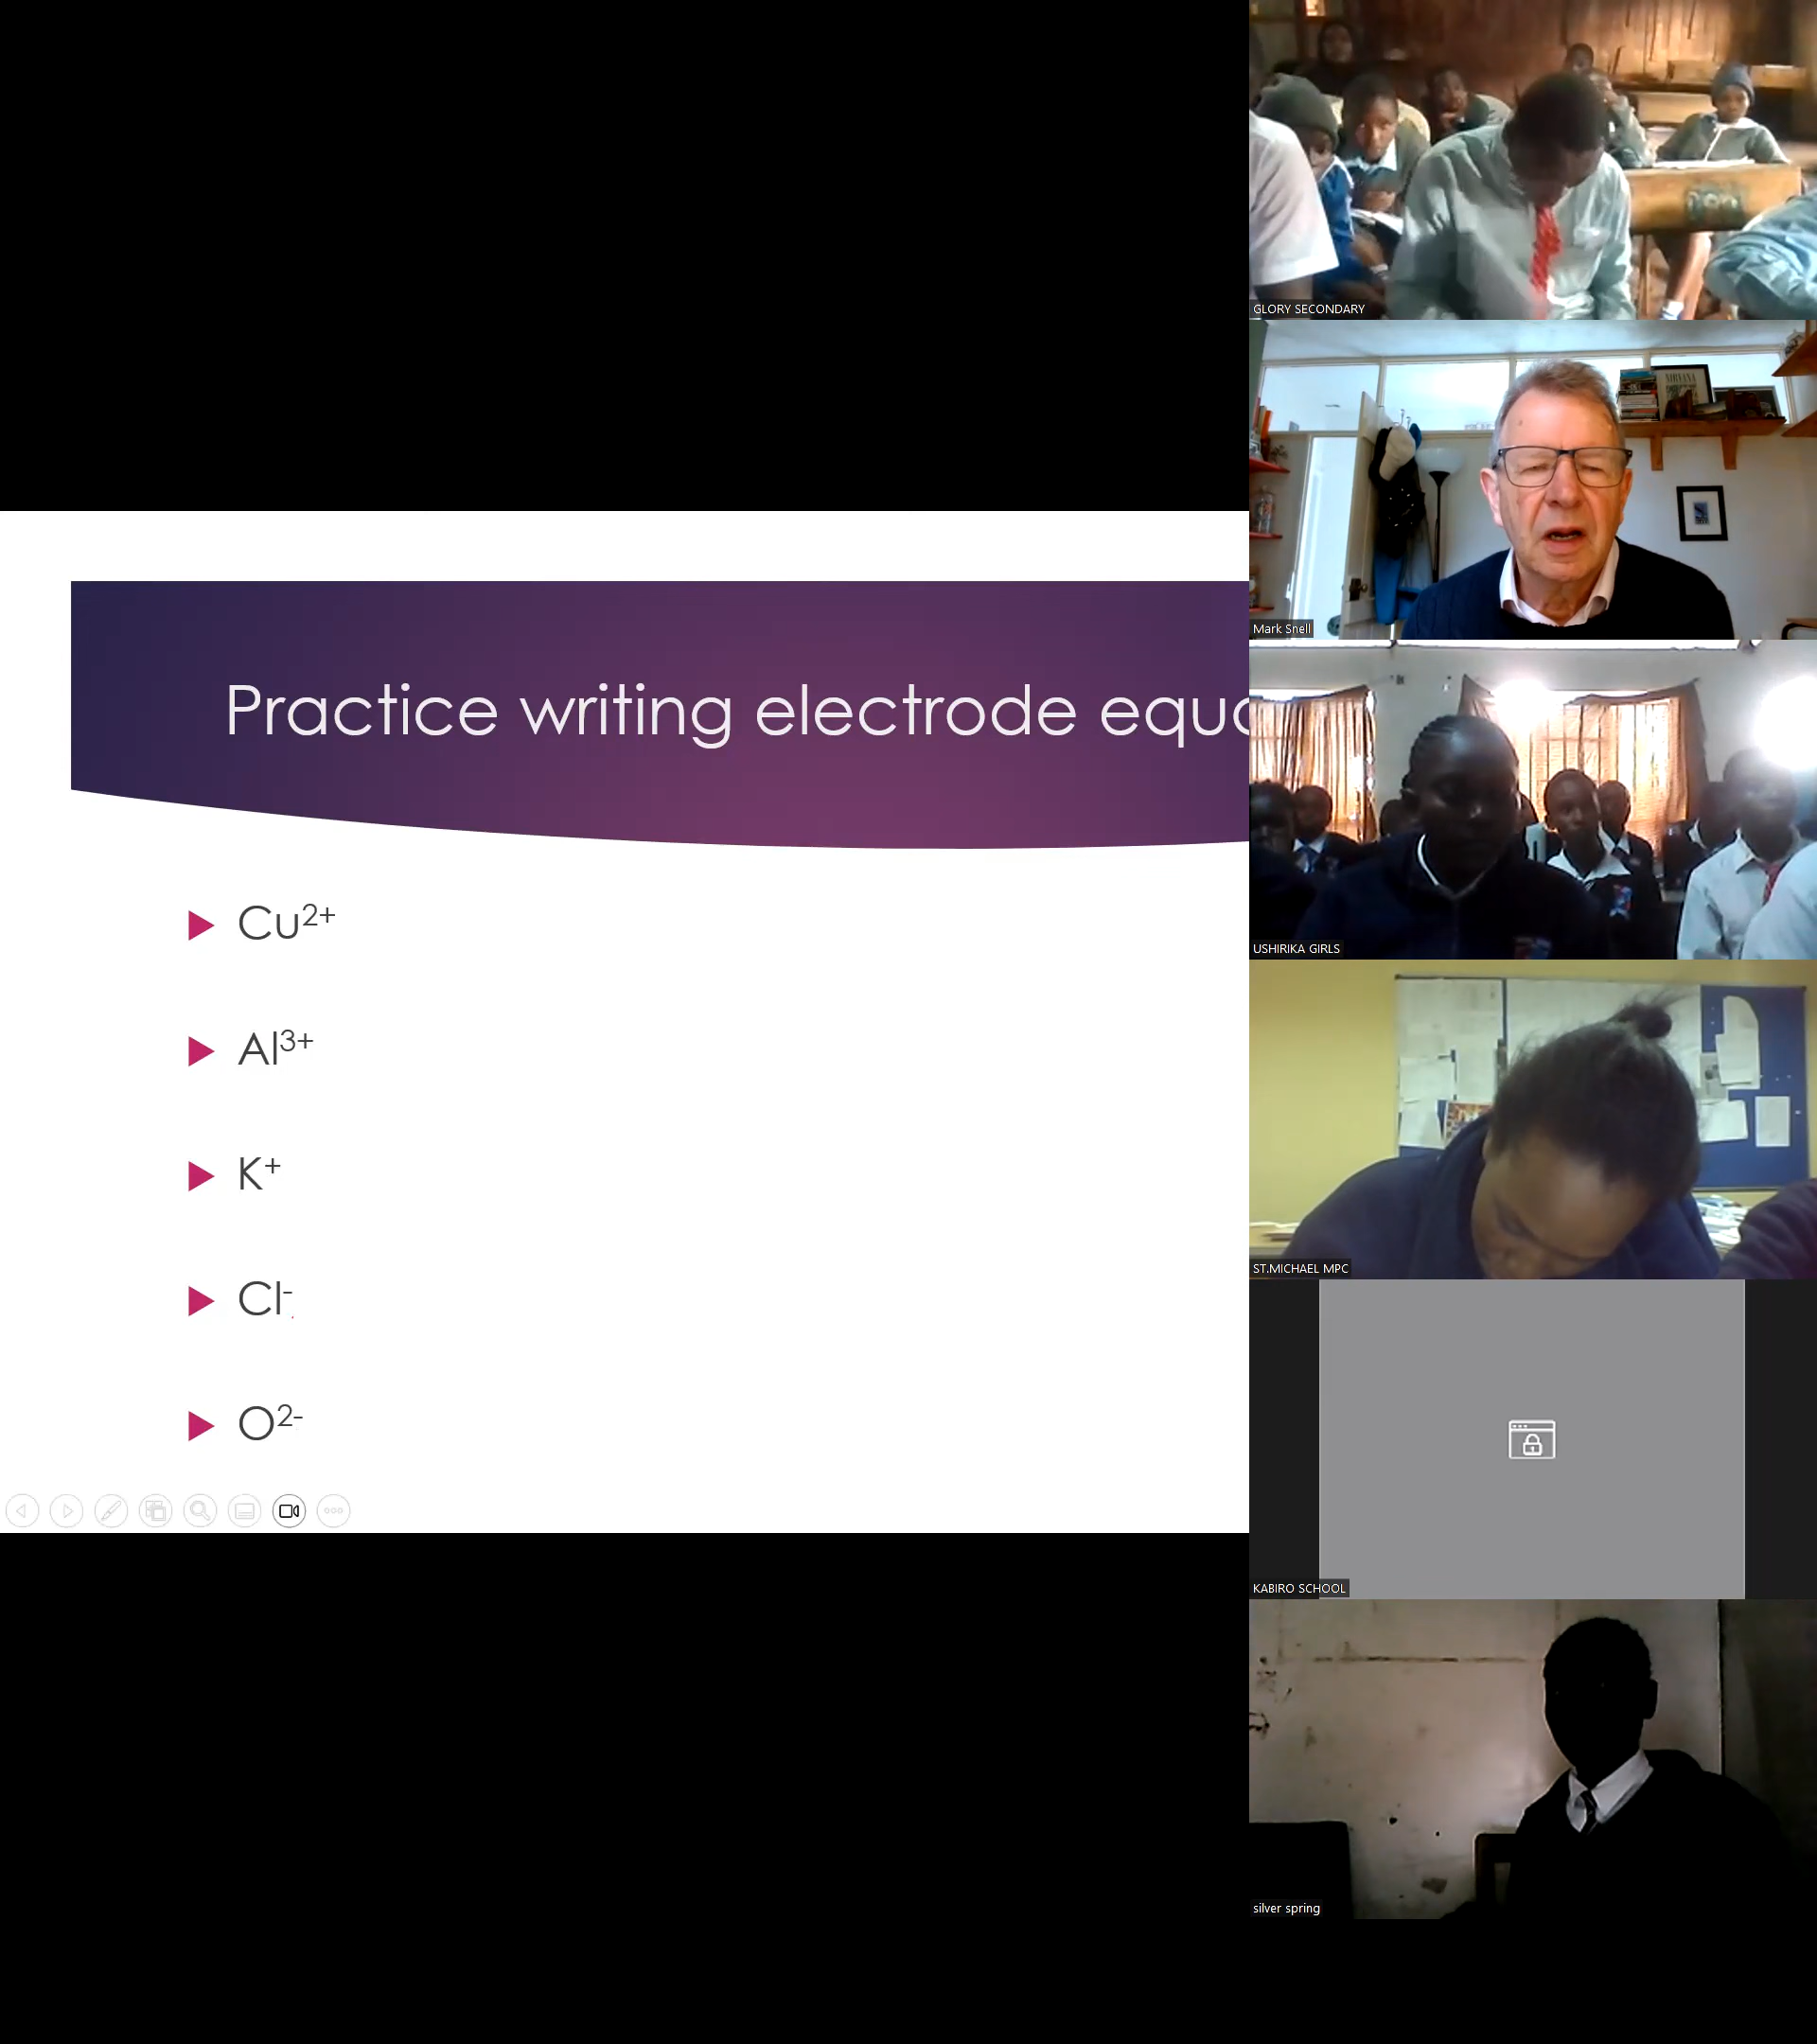 Practice writing electrode equa
Cu²⁺
Al³⁺
K⁺
Cl⁻
O²⁻
GLORY SECONDARY
NIRVANA
Mark Snell
USHIRIKA GIRLS
ST.MICHAEL MPC
KABIRO SCHOOL
silver spring